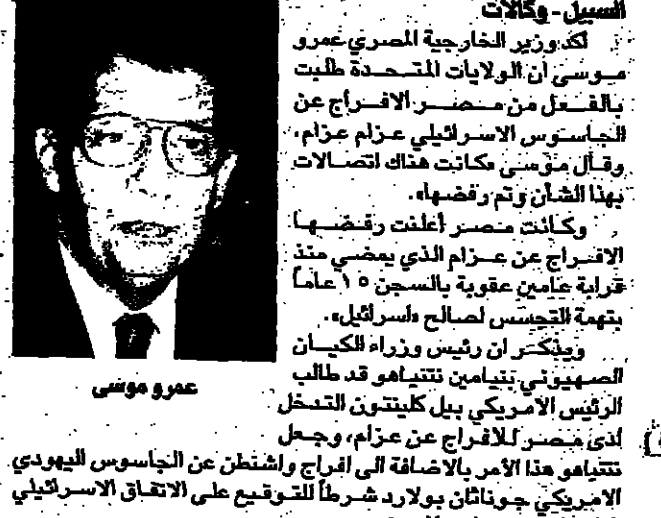 السبيل - وكالات
أكد وزير الخارجية المصري عمرو
موسى ان الولايات المتحدة طلبت
بالفعل من مصر الافراج عن
الجاسوس الاسرائيلي عزام عزام،
وقال موسى «كانت هناك اتصالات
بهذا الشأن وتم رفضها».
وكانت مصر أعلنت رفضها
الافراج عن عزام الذي يمضي منذ
قرابة عامين عقوبة بالسجن ١٥ عاماً
بتهمة التجسس لصالح «اسرائيل».
ويذكر ان رئيس وزراء الكيان
الصهيوني بنيامين نتنياهو قد طالب
الرئيس الامريكي بيل كلينتون التدخل
لدى مصر للافراج عن عزام، وجعل
نتنياهو هذا الأمر بالاضافة الى افراج واشنطن عن الجاسوس اليهودي
الامريكي جوناثان بولارد شرطاً للتوقيع على الاتفاق الاسرائيلي
عمرو موسى